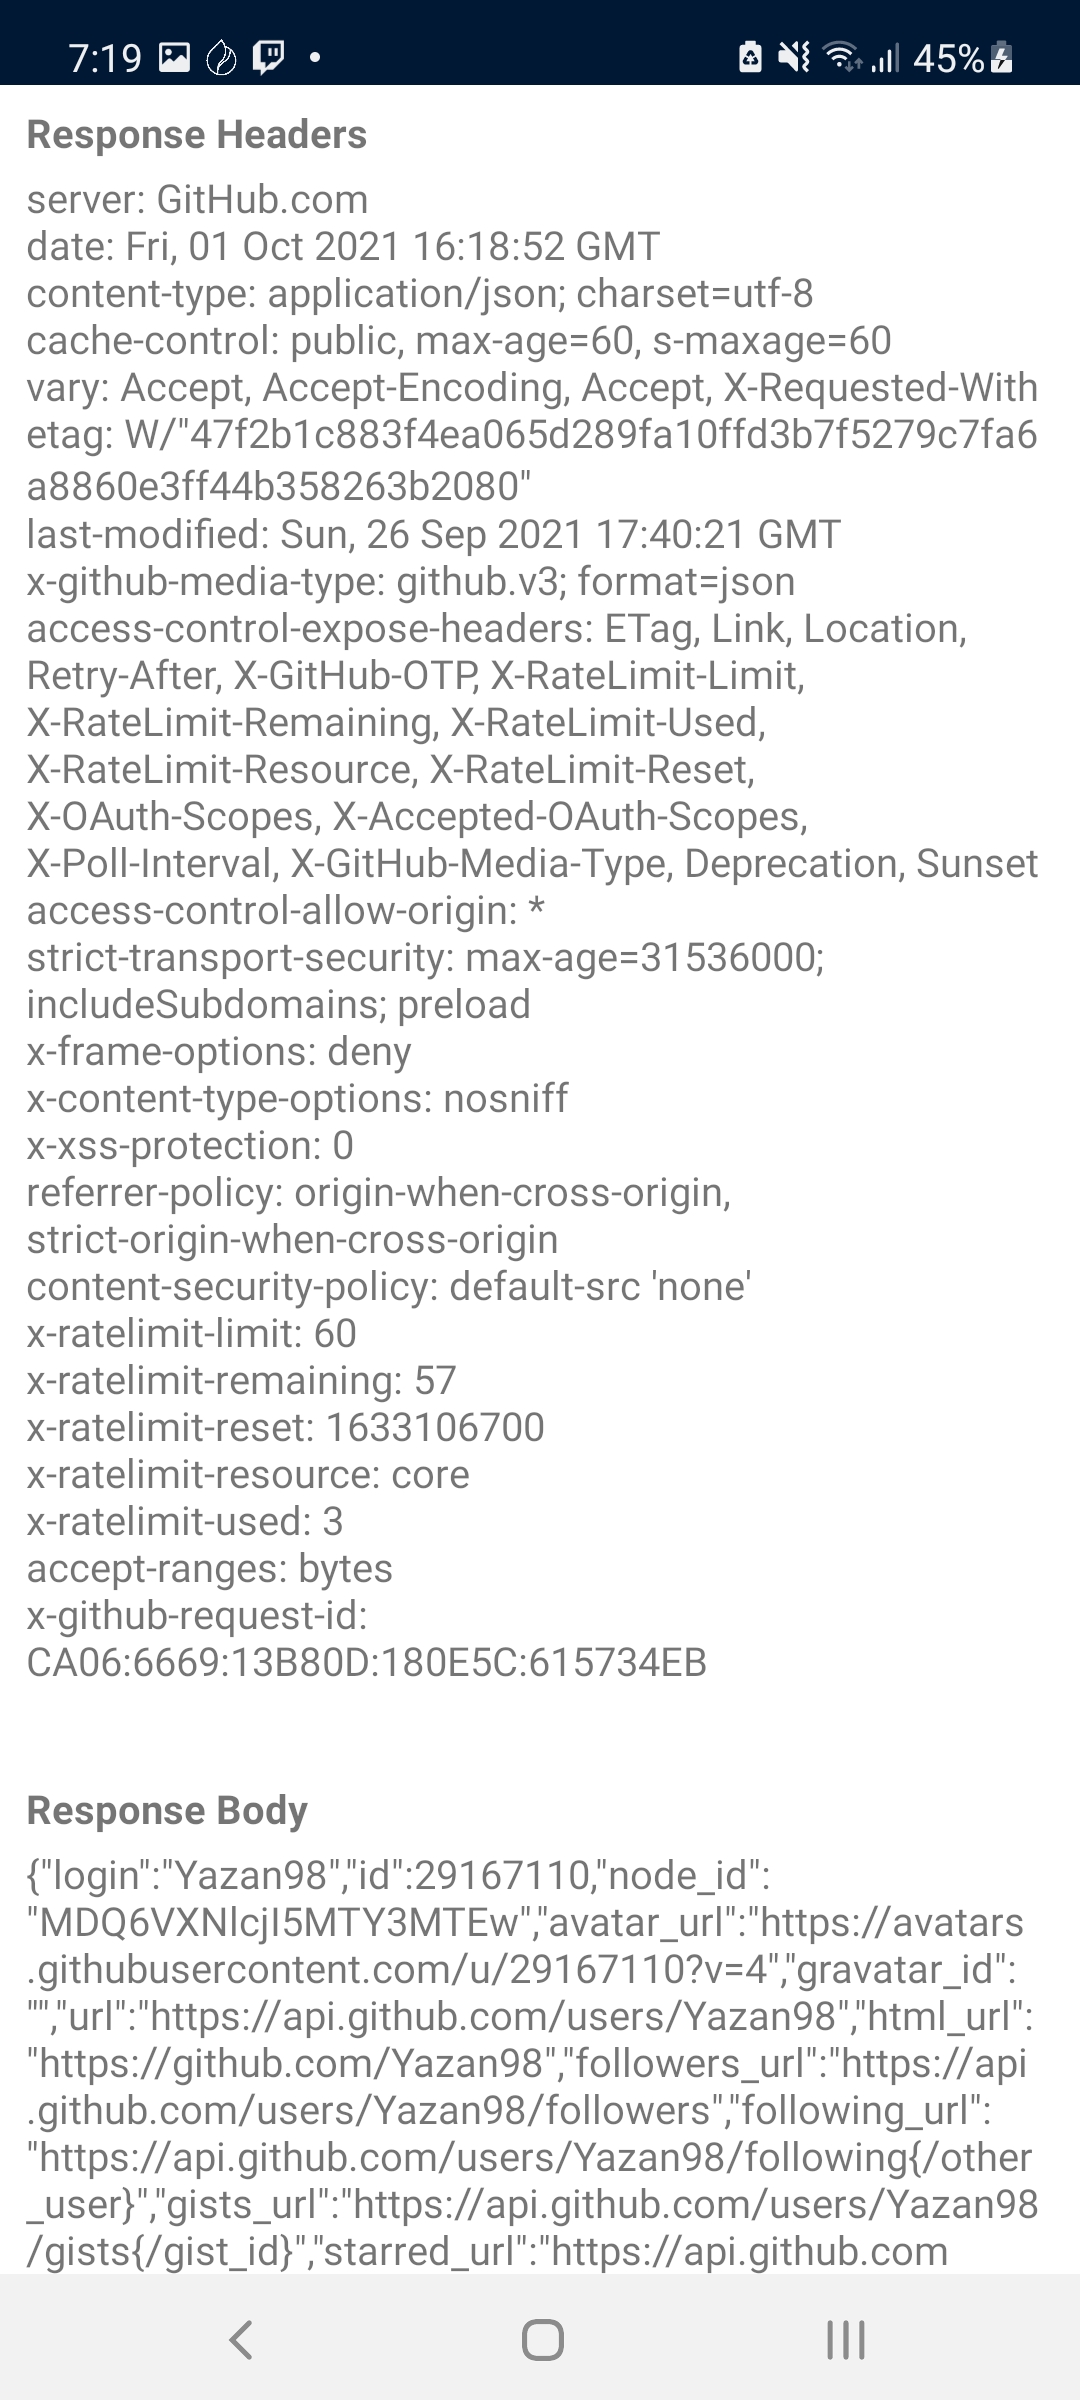 7:19
45%
Response Headers
server: GitHub.com
date: Fri, 01 Oct 2021 16:18:52 GMT
content-type: application/json; charset=utf-8
cache-control: public, max-age=60, s-maxage=60
vary: Accept, Accept-Encoding, Accept, X-Requested-With
etag: W/"47f2b1c883f4ea065d289fa10ffd3b7f5279c7fa6
a8860e3ff44b358263b2080"
last-modified: Sun, 26 Sep 2021 17:40:21 GMT
x-github-media-type: github.v3; format=json
access-control-expose-headers: ETag, Link, Location,
Retry-After, X-GitHub-OTP, X-RateLimit-Limit,
X-RateLimit-Remaining, X-RateLimit-Used,
X-RateLimit-Resource, X-RateLimit-Reset,
X-OAuth-Scopes, X-Accepted-OAuth-Scopes,
X-Poll-Interval, X-GitHub-Media-Type, Deprecation, Sunset
access-control-allow-origin: *
strict-transport-security: max-age=31536000;
includeSubdomains; preload
x-frame-options: deny
x-content-type-options: nosniff
x-xss-protection: 0
referrer-policy: origin-when-cross-origin,
strict-origin-when-cross-origin
content-security-policy: default-src 'none'
x-ratelimit-limit: 60
x-ratelimit-remaining: 57
x-ratelimit-reset: 1633106700
x-ratelimit-resource: core
x-ratelimit-used: 3
accept-ranges: bytes
x-github-request-id:
CA06:6669:13B80D:180E5C:615734EB
Response Body
{"login":"Yazan98","id":29167110,"node_id":
"MDQ6VXNlcjI5MTY3MTEw","avatar_url":"https://avatars
.githubusercontent.com/u/29167110?v=4","gravatar_id":
"","url":"https://api.github.com/users/Yazan98","html_url":
"https://github.com/Yazan98","followers_url":"https://api
.github.com/users/Yazan98/followers","following_url":
"https://api.github.com/users/Yazan98/following{/other
_user}","gists_url":"https://api.github.com/users/Yazan98
/gists{/gist_id}","starred_url":"https://api.github.com